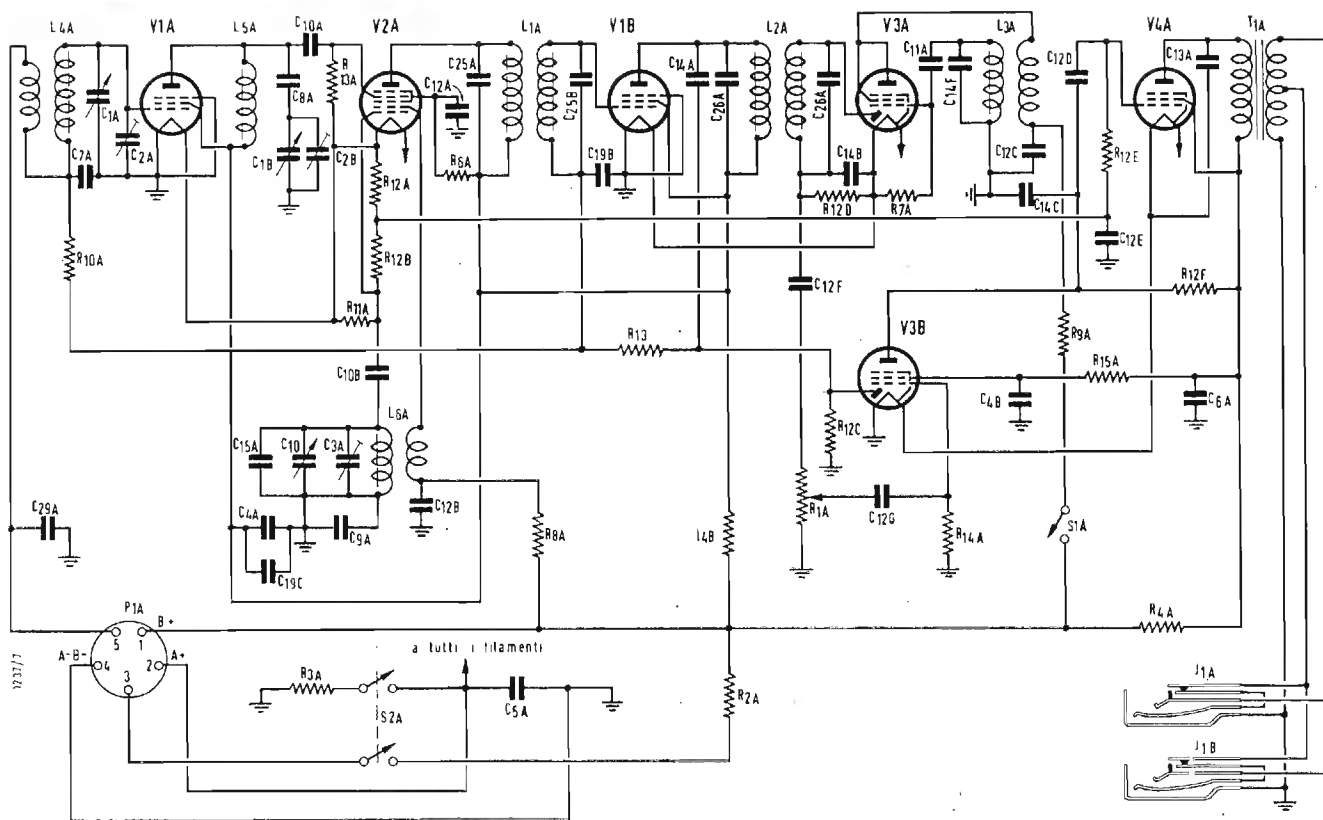 L4A
V1A
L5A
C10A
V2A
L1A
V1B
L2A
V3A
L3A
V4A
T1A
R 13A
C25A
C12A
C14A
C11A
C14F
C12D
C13A
C8A
C1A
C2A
C25B
C26A
C26A
C1B
C2B
C7A
R12A
R6A
C19B
C14B
C12C
R12E
R12D
R7A
C14C
R10A
R12B
C12E
C12F
R12F
R11A
V3B
R9A
R13
R15A
C10B
C4B
C6A
L6A
R12C
C15A
C10
C3A
C12B
R1A
C12G
C29A
C4A
C9A
R8A
L4B
R14A
S1A
C19C
P1A
B+
R4A
5
1
A-B-
4
2
A+
3
a tutti i filamenti
R3A
C5A
R2A
S2A
J1A
J1B
1237/7